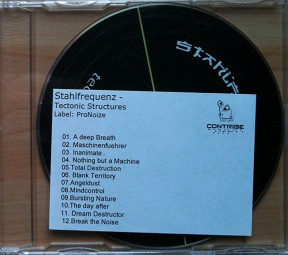 STAHLF
tec
Stahlfrequenz -
Tectonic Structures
Label: ProNoize
CONTRIBE
01. A deep Breath
02. Maschinenfuehrer
03. Inanimate..
04. Nothing but a Machine
05.Total Destruction
06. Blank Territory
07.Angeldust
08.Mindcontrol
09.Bursting Nature
10.The day after
11. Dream Destructor
12.Break the Noise